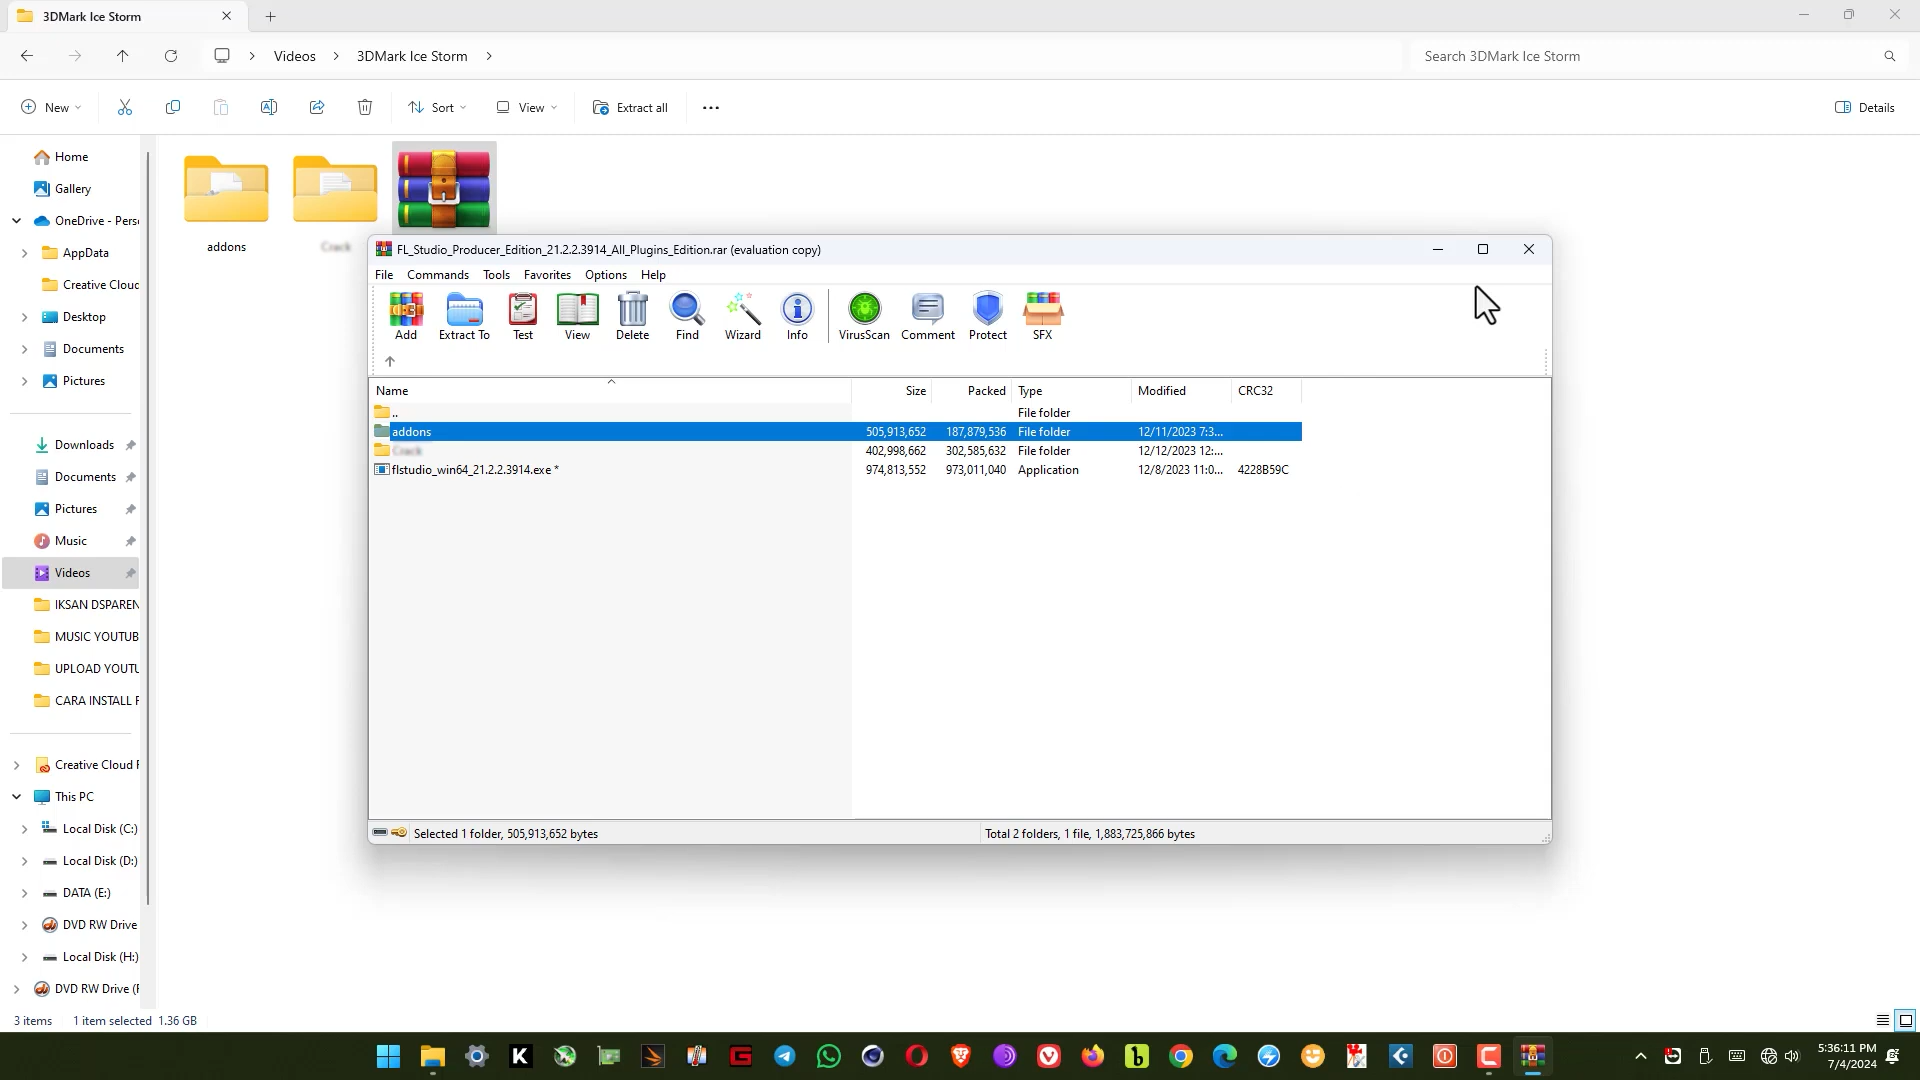 3DMark Ice Storm
Videos
3DMark Ice Storm
Search 3DMark Ice Storm
New
Sort
View
Extract all
Details
Home
Gallery
OneDrive - Pers
AppData
Creative Cloud
Desktop
Documents
Pictures
Downloads
Documents
Pictures
Music
Videos
IKSAN DSPAREN
MUSIC YOUTUB
UPLOAD YOUTU
CARA INSTALL F
Creative Cloud F
This PC
Local Disk (C:)
Local Disk (D:)
DATA (E:)
DVD RW Drive
Local Disk (H:)
DVD RW Drive (F
addons
Crack
FL_Studio_Producer_Edition_21.2.2.3914_All_Plugins_Edition.rar (evaluation copy)
File Commands Tools Favorites Options Help
Add Extract To Test View Delete Find Wizard Info VirusScan Comment Protect SFX
Name Size Packed Type Modified CRC32
.. File folder
addons 505,913,652 187,879,536 File folder 12/11/2023 7:3...
Crack 402,998,662 302,585,632 File folder 12/12/2023 12:...
flstudio_win64_21.2.2.3914.exe * 974,813,552 973,011,040 Application 12/8/2023 11:0... 4228B59C
Selected 1 folder, 505,913,652 bytes
Total 2 folders, 1 file, 1,883,725,866 bytes
3 items 1 item selected 1.36 GB
5:36:11 PM
7/4/2024